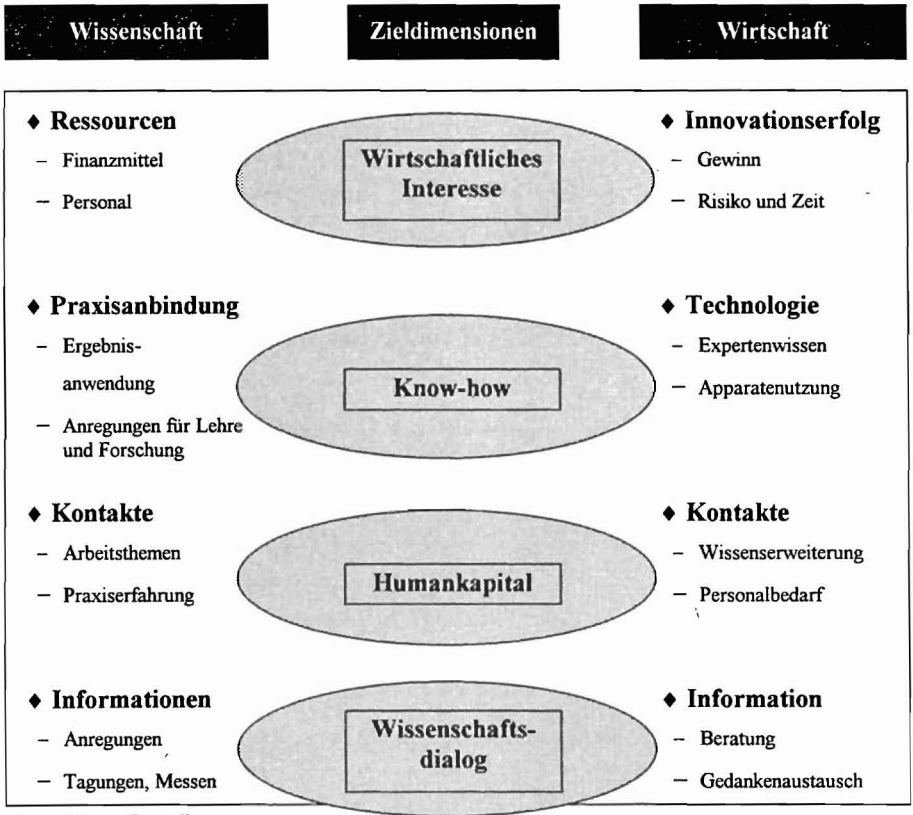 Wissenschaft
Zieldimensionen
Wirtschaft
♦ Ressourcen
– Finanzmittel
– Personal
Wirtschaftliches
Interesse
♦ Innovationserfolg
– Gewinn
– Risiko und Zeit
♦ Praxisanbindung
– Ergebnis-
anwendung
– Anregungen für Lehre
und Forschung
Know-how
♦ Technologie
– Expertenwissen
– Apparatenutzung
♦ Kontakte
– Arbeitsthemen
– Praxiserfahrung
Humankapital
♦ Kontakte
– Wissenserweiterung
– Personalbedarf
♦ Informationen
– Anregungen
– Tagungen, Messen
Wissenschafts-
dialog
♦ Information
– Beratung
– Gedankenaustausch